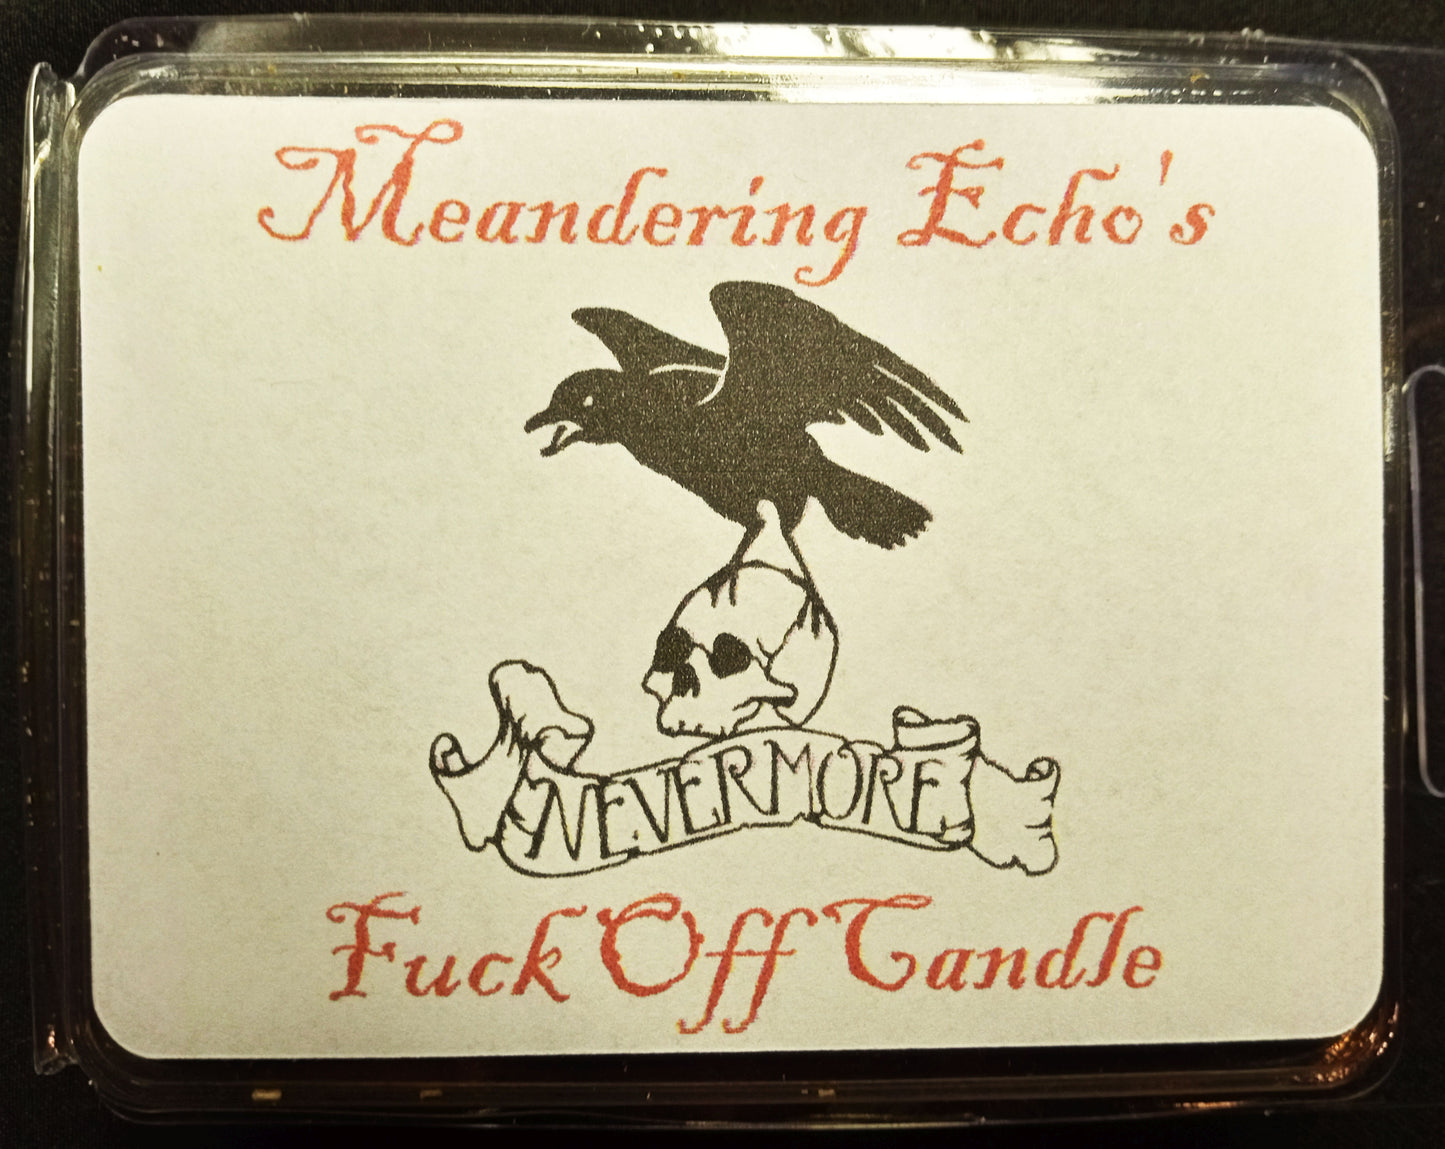 Meandering Echo's
NEVERMORE
Fuck Off Candle